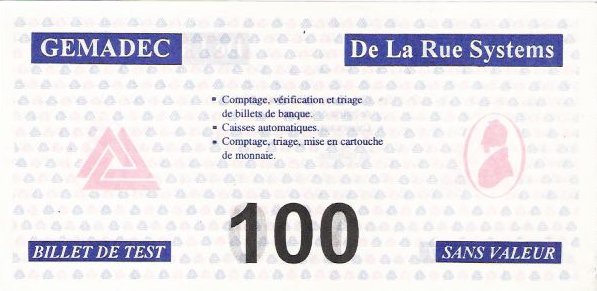 GEMADEC
De La Rue Systems
Comptage, vérification et triage
de billets de banque.
Caisses automatiques.
Comptage, triage, mise en cartouche
de monnaie.
100
BILLET DE TEST
SANS VALEUR